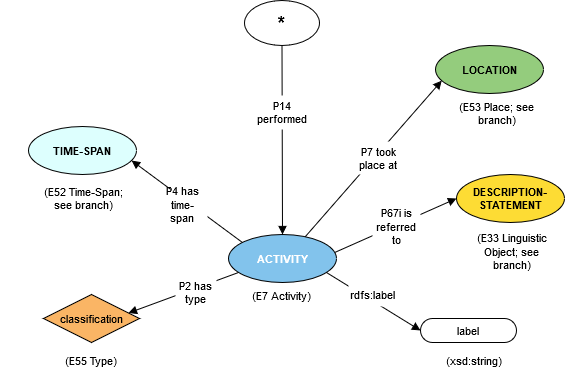 *
P14
performed
LOCATION
(E53 Place; see
branch)
P7 took
place at
TIME-SPAN
(E52 Time-Span;
see branch)
P4 has
time-
span
DESCRIPTION-
STATEMENT
(E33 Linguistic
Object; see
branch)
P67i is
referred
to
ACTIVITY
(E7 Activity)
P2 has
type
classification
(E55 Type)
rdfs:label
label
(xsd:string)